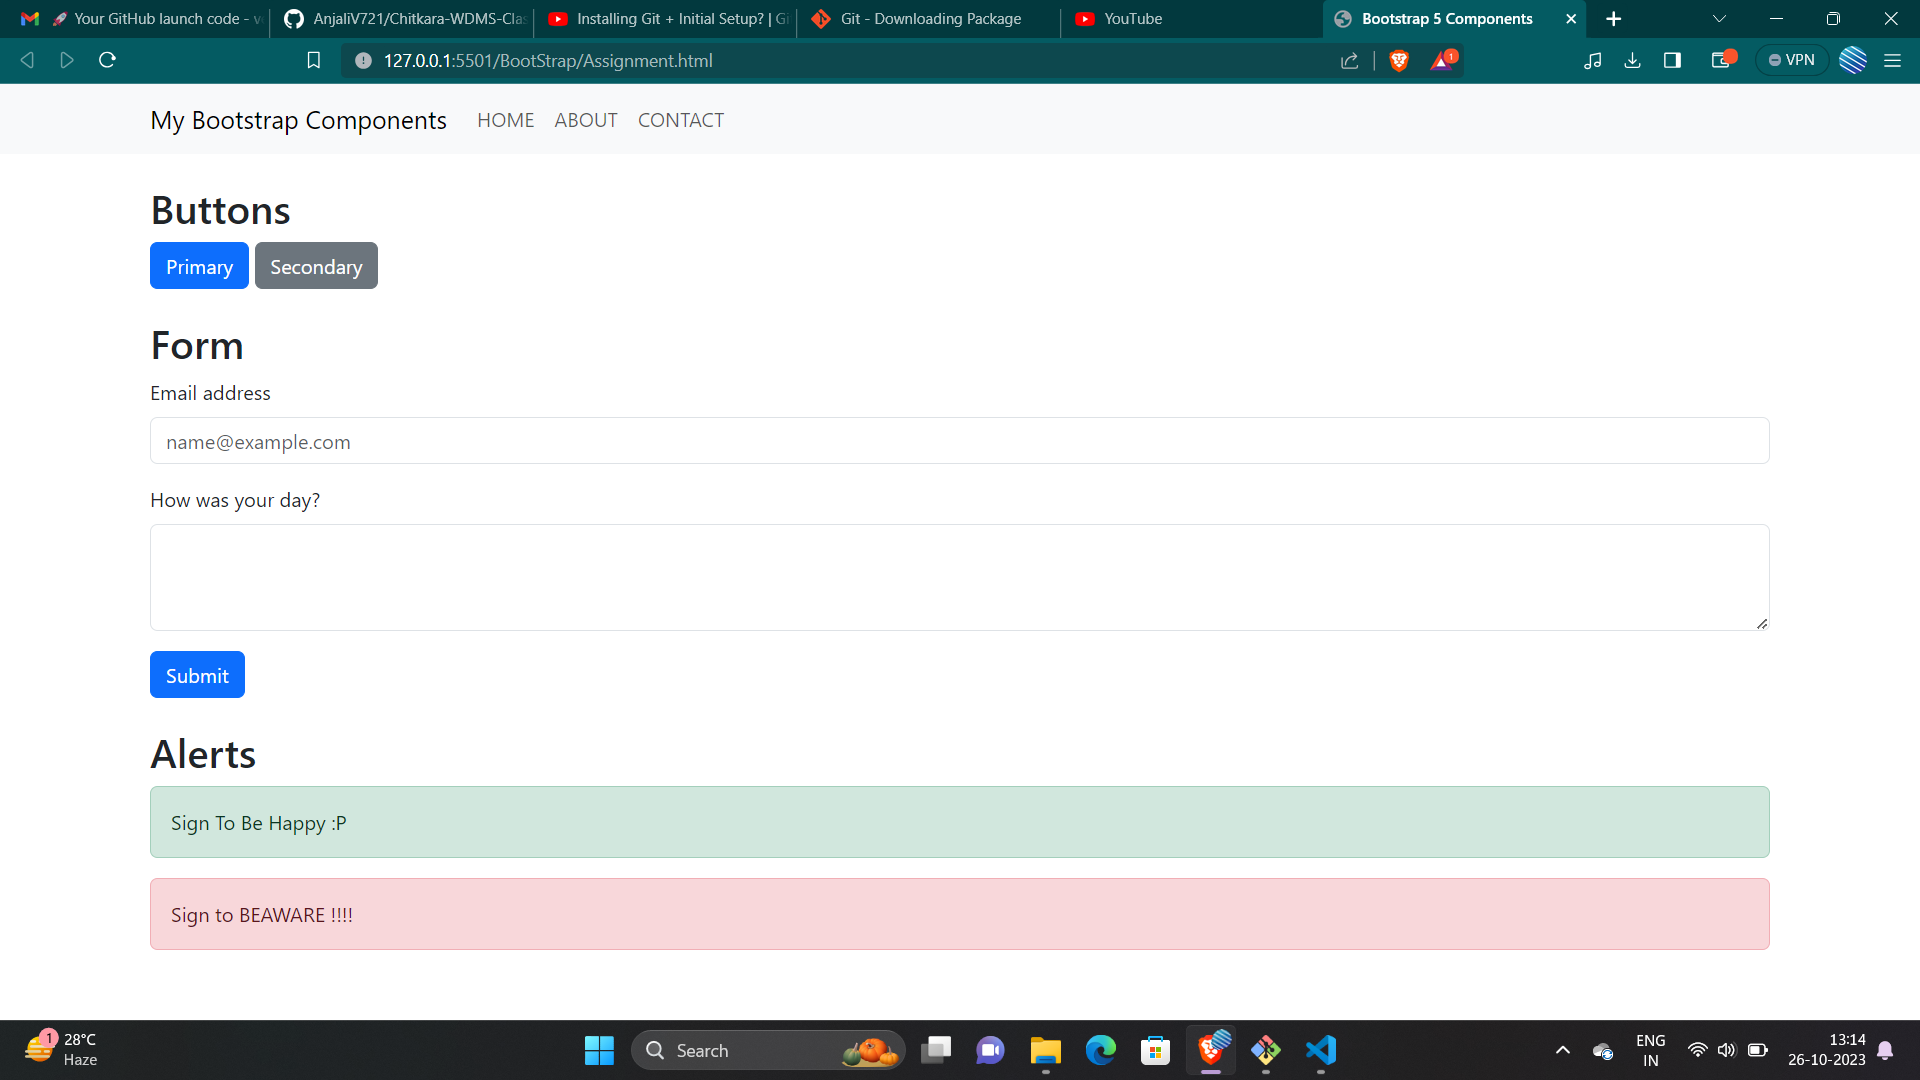 🚀 Your GitHub launch code - v
AnjaliV721/Chitkara-WDMS-Clas
Installing Git + Initial Setup? | Gi
Git - Downloading Package
YouTube
Bootstrap 5 Components
127.0.0.1:5501/BootStrap/Assignment.html
1
VPN
My Bootstrap Components HOME ABOUT CONTACT
Buttons
Primary Secondary
Form
Email address
name@example.com
How was your day?
Submit
Alerts
Sign To Be Happy :P
Sign to BEAWARE !!!!
1
28°C
Haze
Search
ENG
IN
13:14
26-10-2023